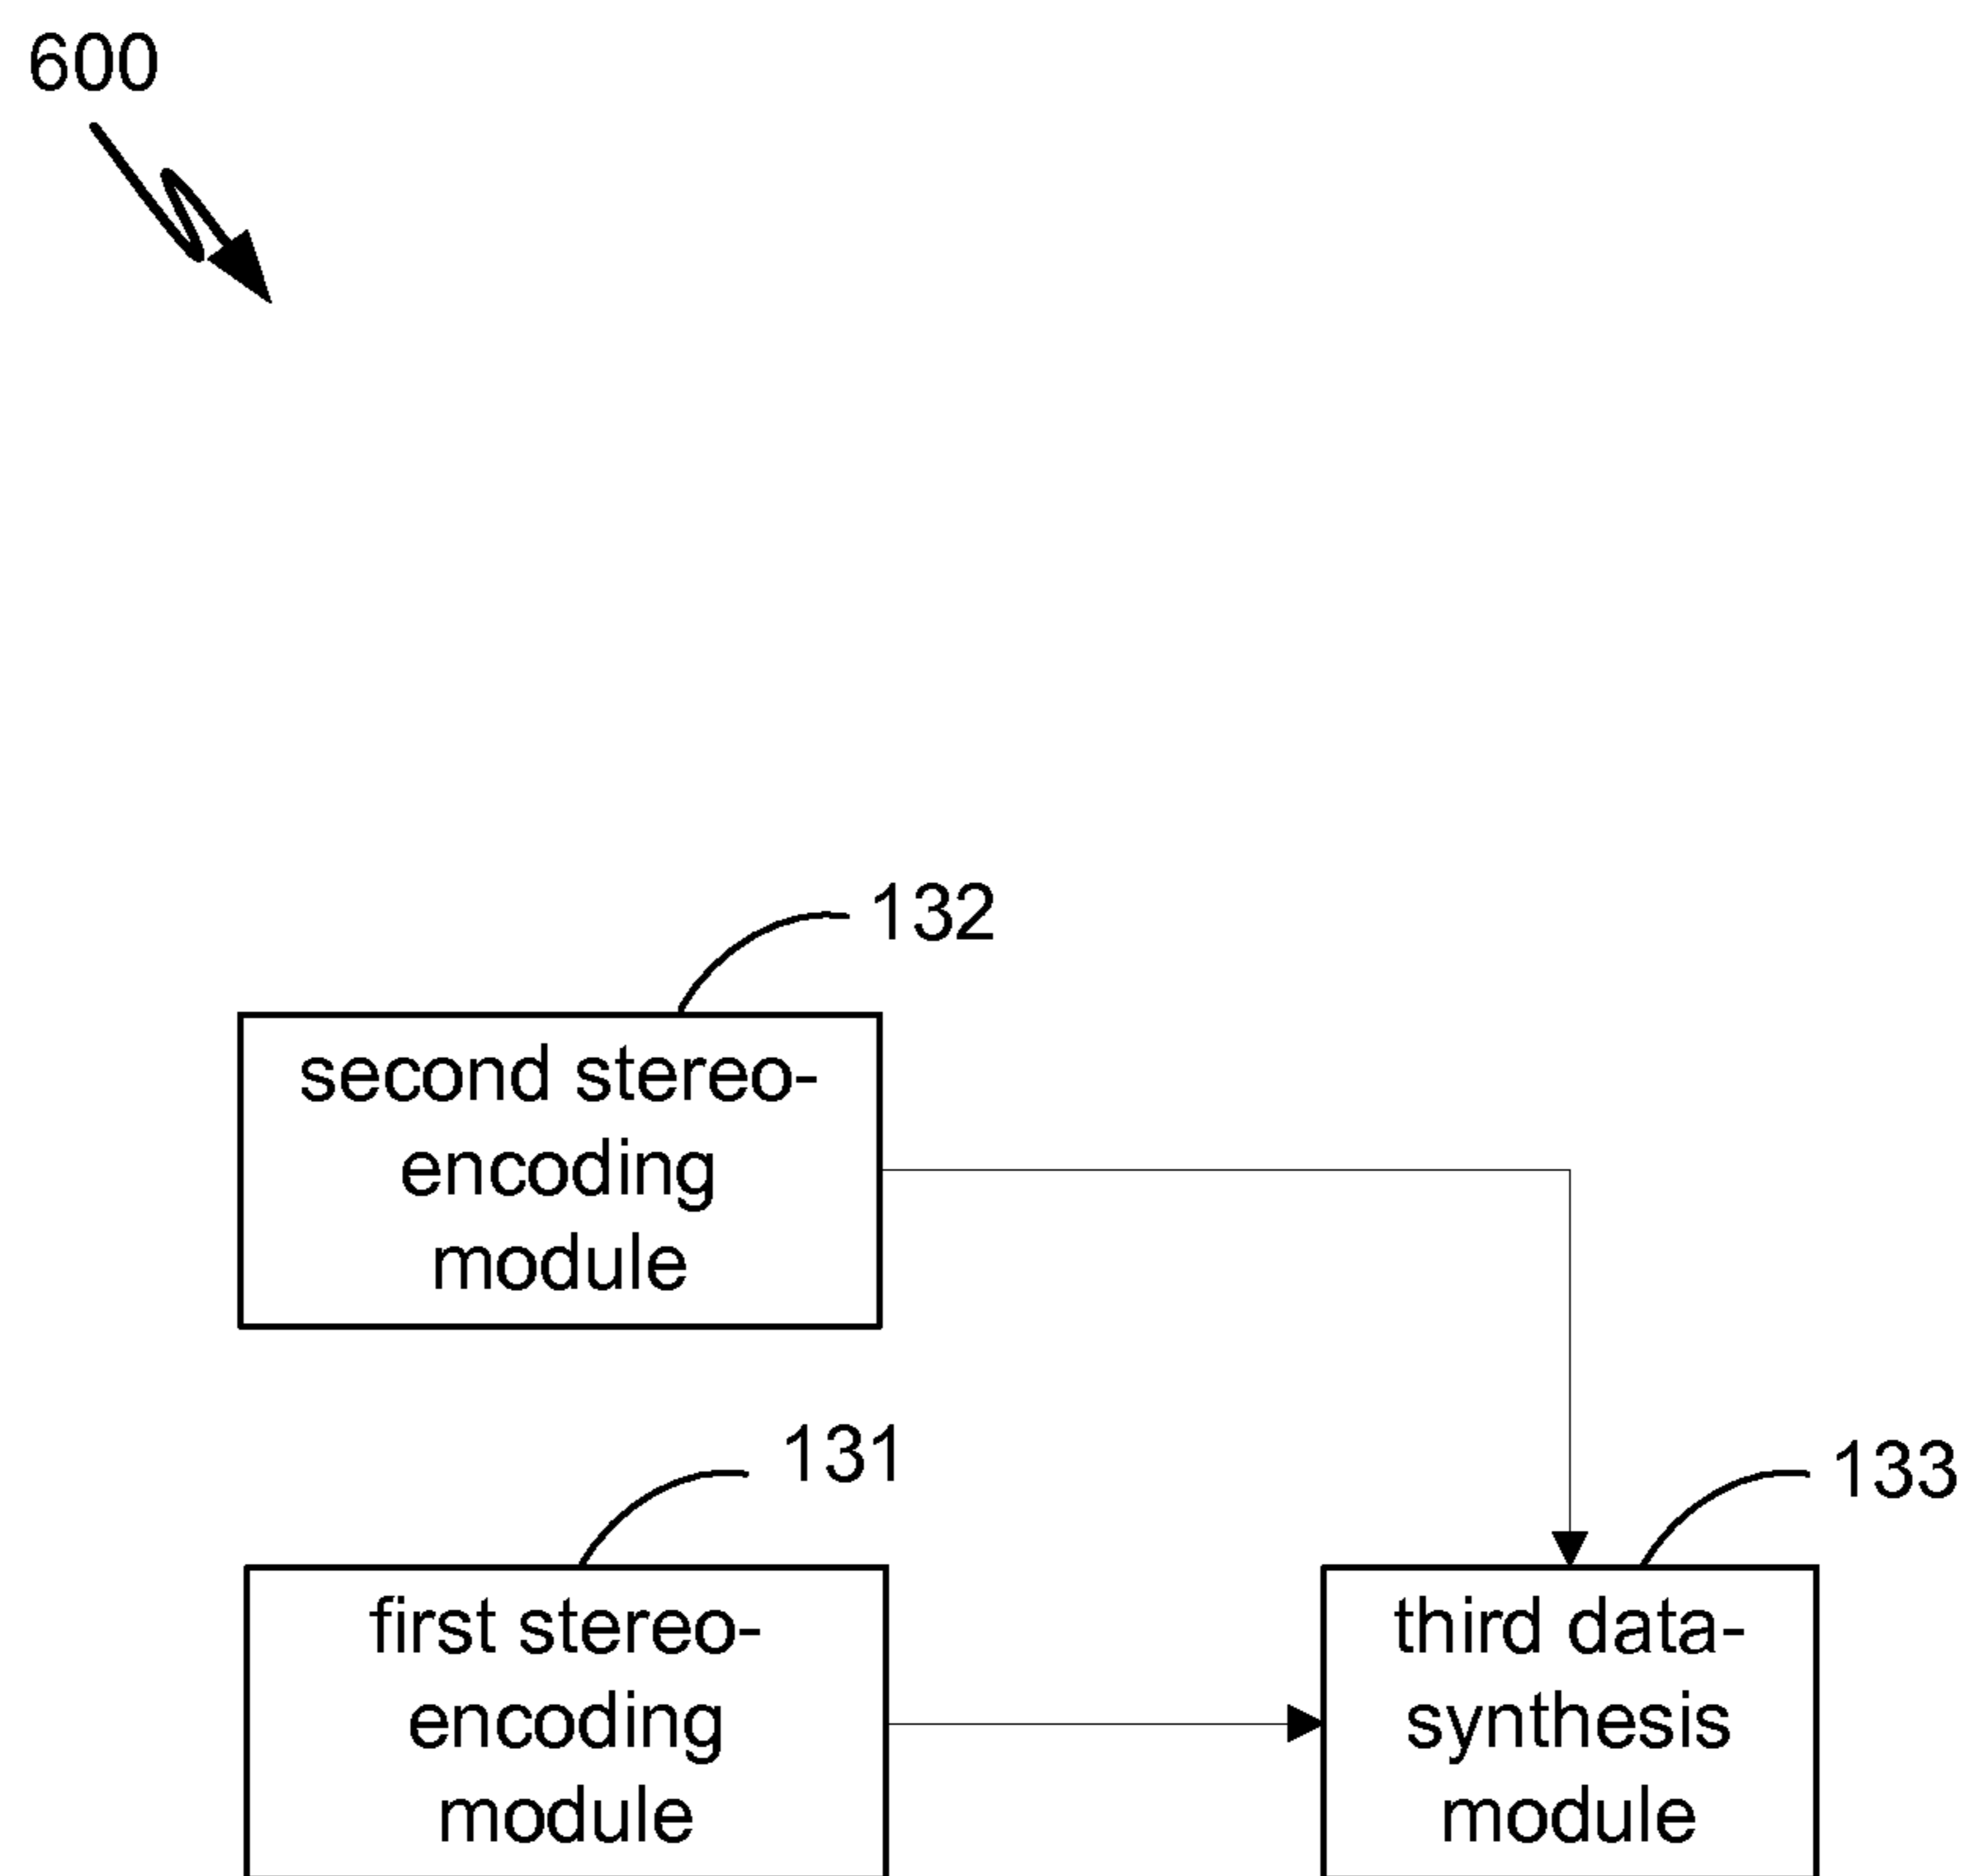 600
132
second stereo-
encoding
module
131
first stereo-
encoding
module
133
third data-
synthesis
module